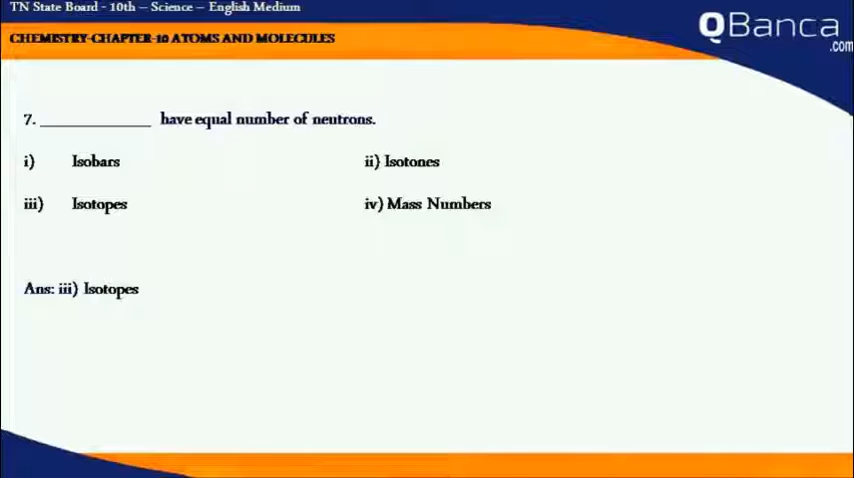 TN State Board - 10th – Science – English Medium
QBanca
.com
CHEMISTRY-CHAPTER-10 ATOMS AND MOLECULES
7. ______________ have equal number of neutrons.
i) Isobars ii) Isotones
iii) Isotopes iv) Mass Numbers
Ans: iii) Isotopes